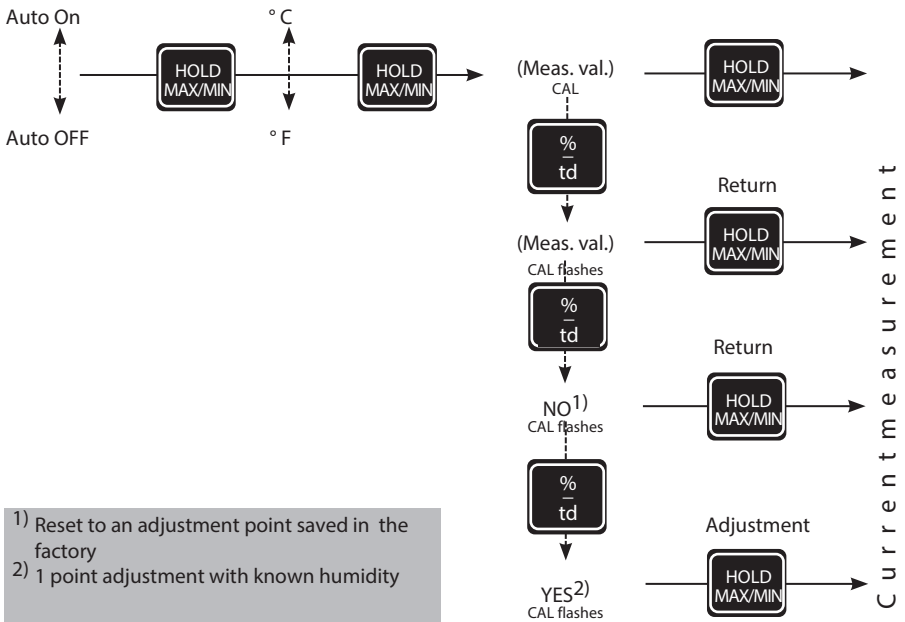 Auto On
° C
HOLD
MAX/MIN
HOLD
MAX/MIN
Auto OFF
° F
(Meas. val.)
CAL
HOLD
MAX/MIN
%
td
Return
(Meas. val.)
CAL flashes
HOLD
MAX/MIN
%
td
Return
NO1)
CAL flashes
HOLD
MAX/MIN
%
td
Adjustment
YES2)
CAL flashes
HOLD
MAX/MIN
Currentmeasurement
1) Reset to an adjustment point saved in the
factory
2) 1 point adjustment with known humidity